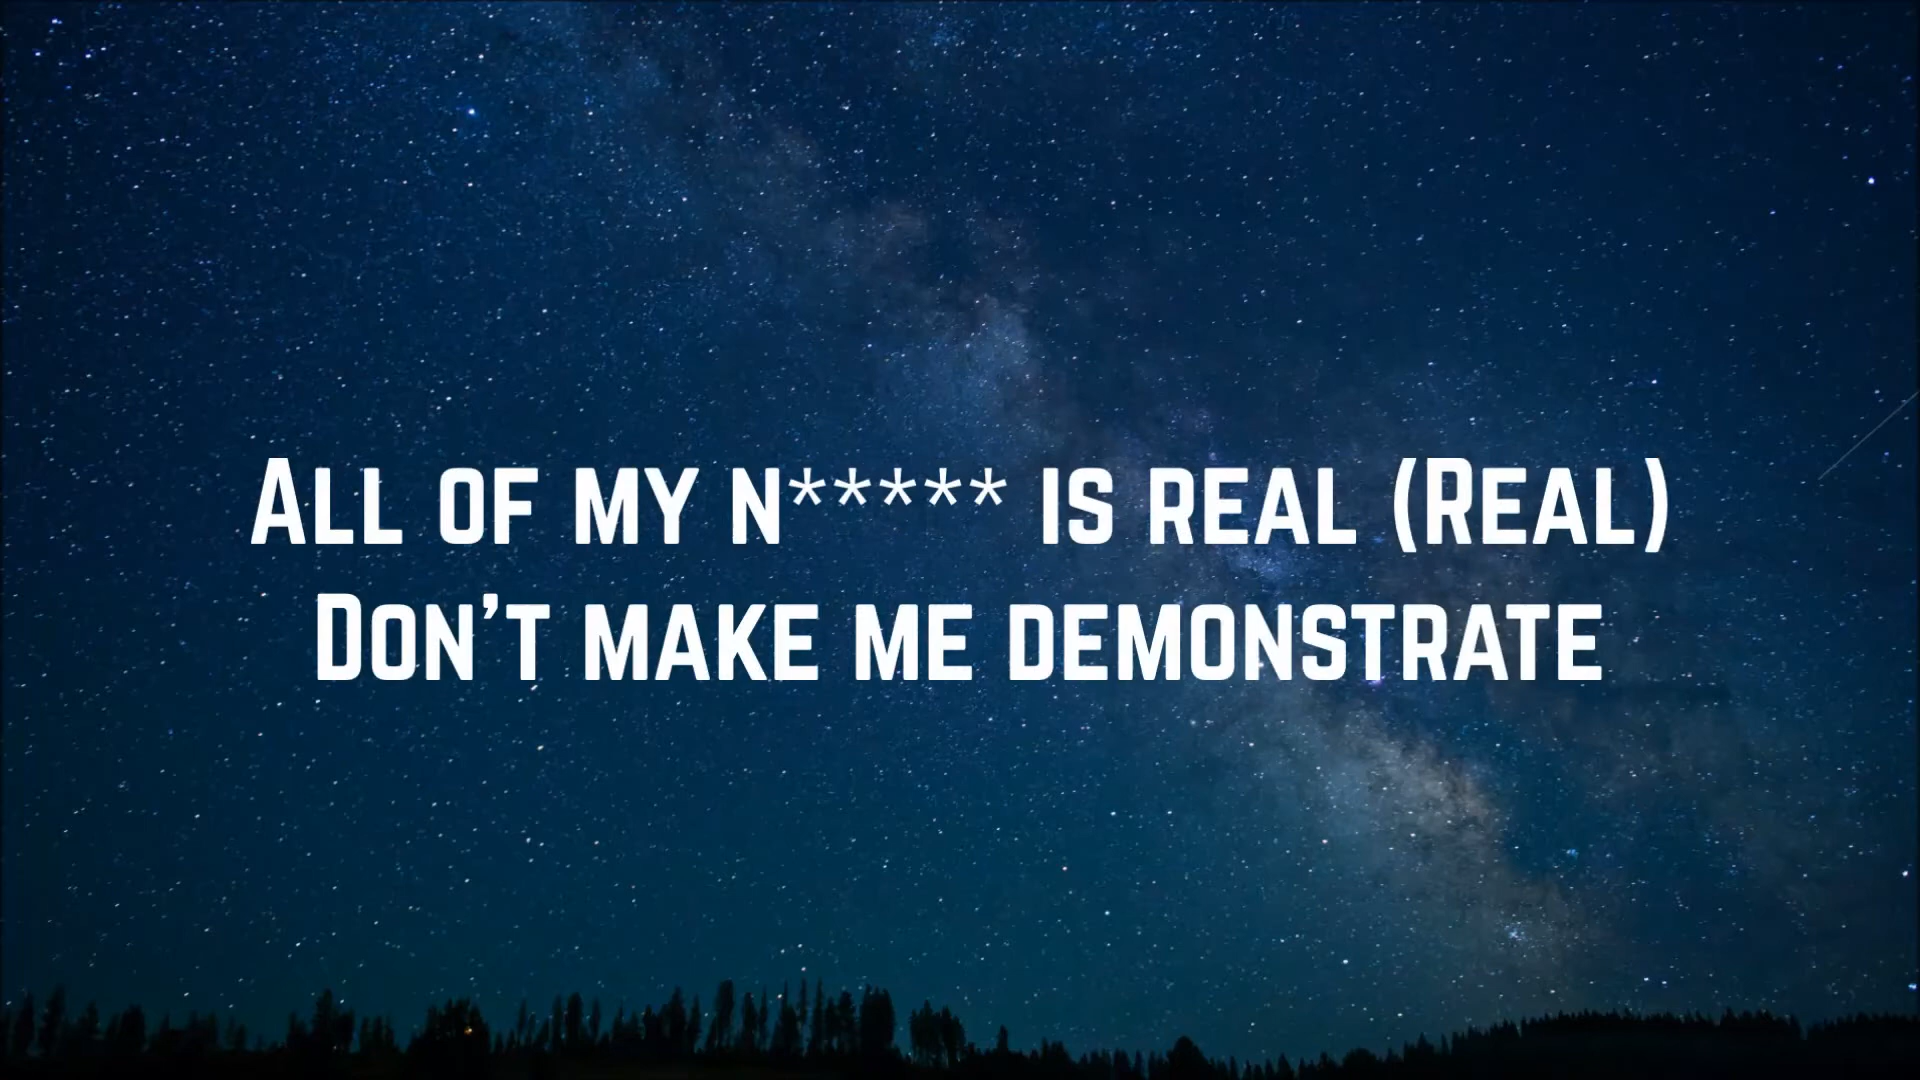 All of my n***** is real (Real)
Don't make me demonstrate